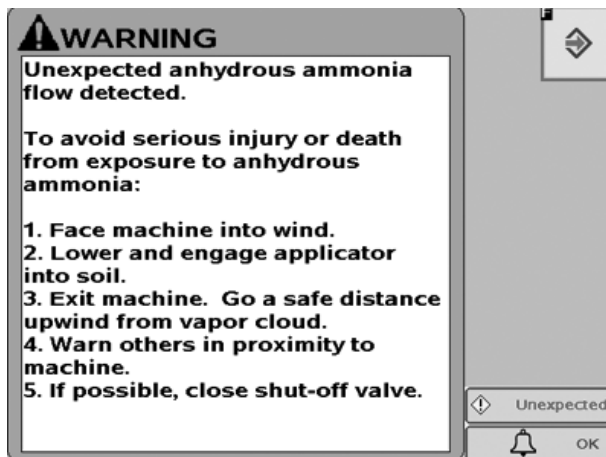 WARNING
Unexpected anhydrous ammonia
flow detected.
To avoid serious injury or death
from exposure to anhydrous
ammonia:
1. Face machine into wind.
2. Lower and engage applicator
into soil.
3. Exit machine. Go a safe distance
upwind from vapor cloud.
4. Warn others in proximity to
machine.
5. If possible, close shut-off valve.
F
Unexpected
OK